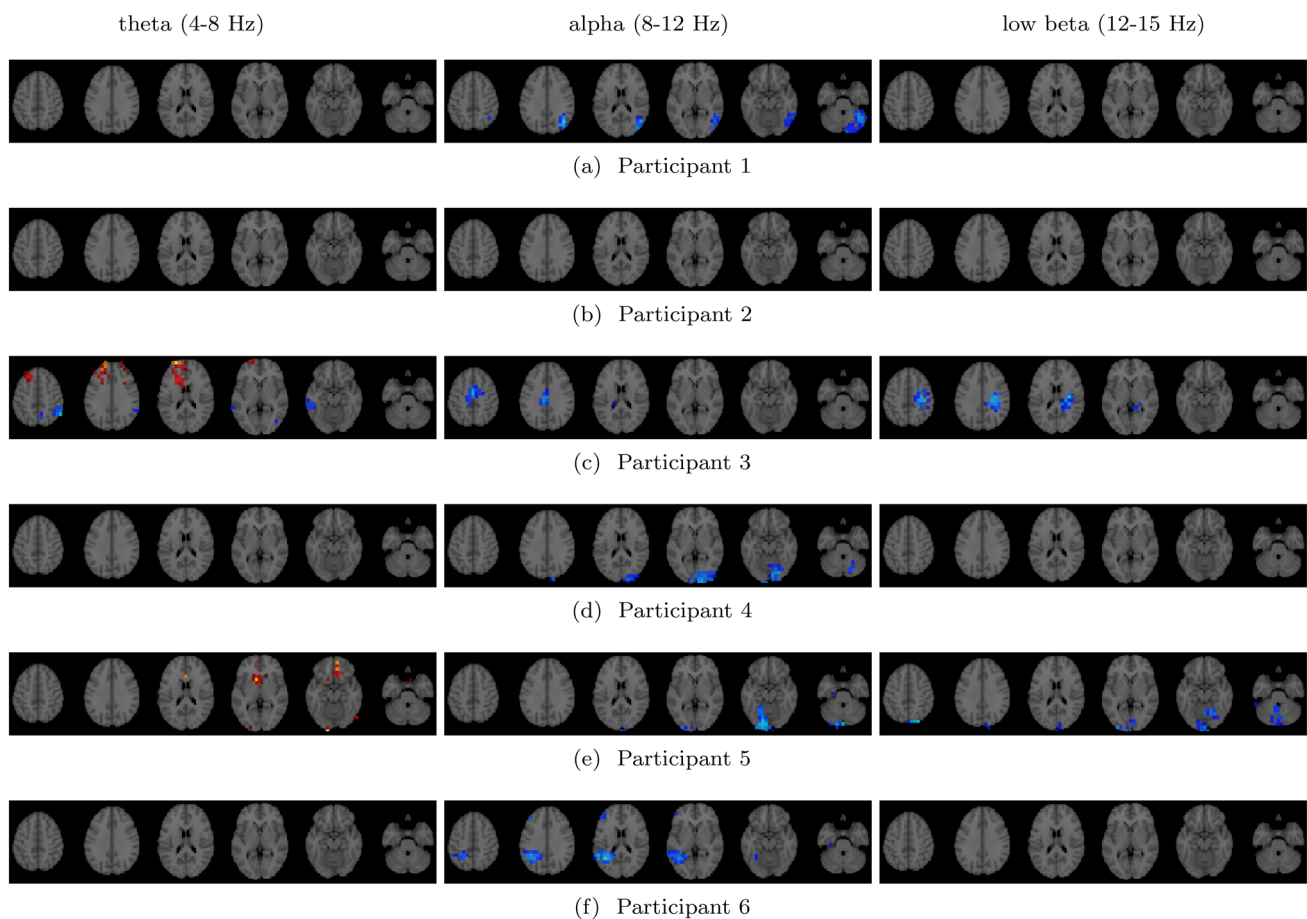 theta (4-8 Hz) alpha (8-12 Hz) low beta (12-15 Hz)
(a) Participant 1
(b) Participant 2
(c) Participant 3
(d) Participant 4
(e) Participant 5
(f) Participant 6